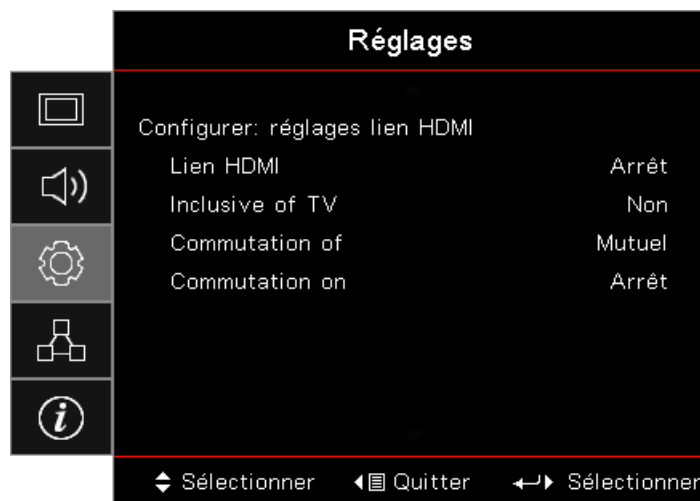 Réglages
Configurer: réglages lien HDMI
Lien HDMI Arrêt
Inclusive of TV Non
Commutation of Mutuel
Commutation on Arrêt
Sélectionner Quitter Sélectionner